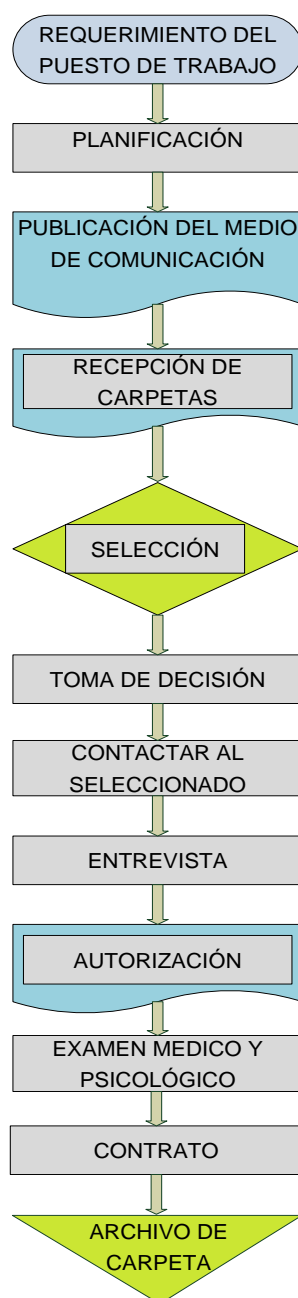 REQUERIMIENTO DEL
PUESTO DE TRABAJO
PLANIFICACIÓN
PUBLICACIÓN DEL MEDIO
DE COMUNICACIÓN
RECEPCIÓN DE
CARPETAS
SELECCIÓN
TOMA DE DECISIÓN
CONTACTAR AL
SELECCIONADO
ENTREVISTA
AUTORIZACIÓN
EXAMEN MEDICO Y
PSICOLÓGICO
CONTRATO
ARCHIVO DE
CARPETA